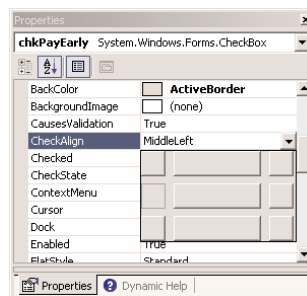 Properties
chkPayEarly System.Windows.Forms.CheckBox
BackColor ActiveBorder
BackgroundImage (none)
CausesValidation True
CheckAlign MiddleLeft
Checked
CheckState
ContextMenu
Cursor
Dock
Enabled True
FlatStyle Standard
Properties Dynamic Help